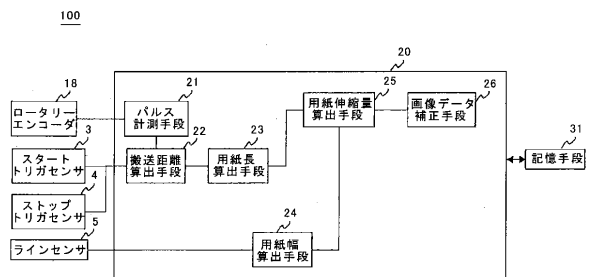 100
20
18
ロータリー
エンコーダ
21
パルス
計測手段
25
用紙伸縮量
算出手段
26
画像データ
補正手段
3
スタート
トリガセンサ
22
搬送距離
算出手段
23
用紙長
算出手段
31
記憶手段
4
ストップ
トリガセンサ
5
ラインセンサ
24
用紙幅
算出手段